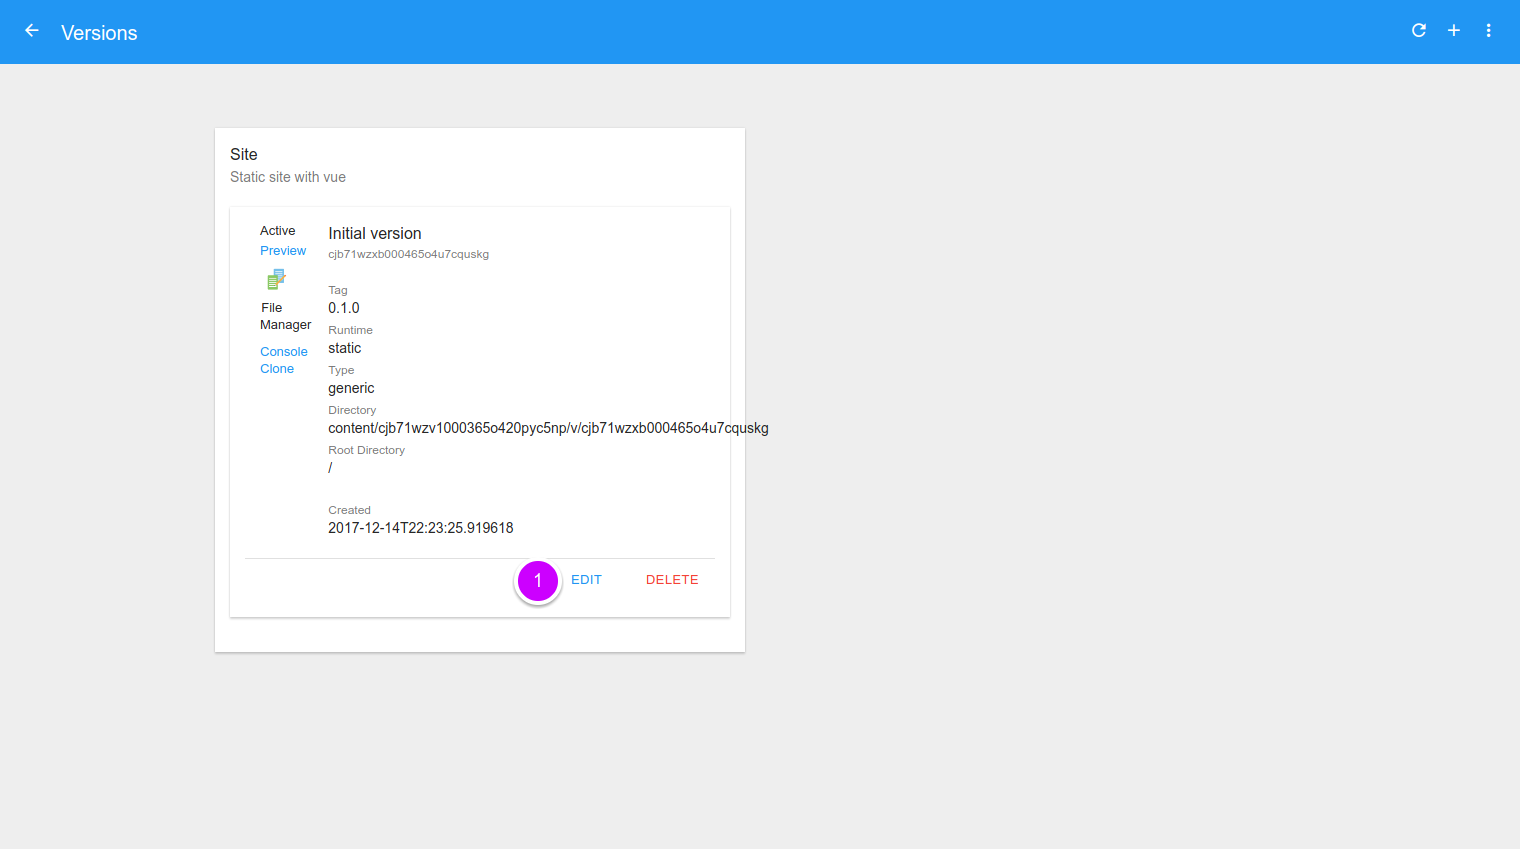 Versions
Site
Static site with vue
Active
Preview
File
Manager
Console
Clone
Initial version
cjb71wzxb000465o4u7cquskg
Tag
0.1.0
Runtime
static
Type
generic
Directory
content/cjb71wzv1000365o420pyc5np/v/cjb71wzxb000465o4u7cquskg
Root Directory
/
Created
2017-12-14T22:23:25.919618
1 EDIT DELETE